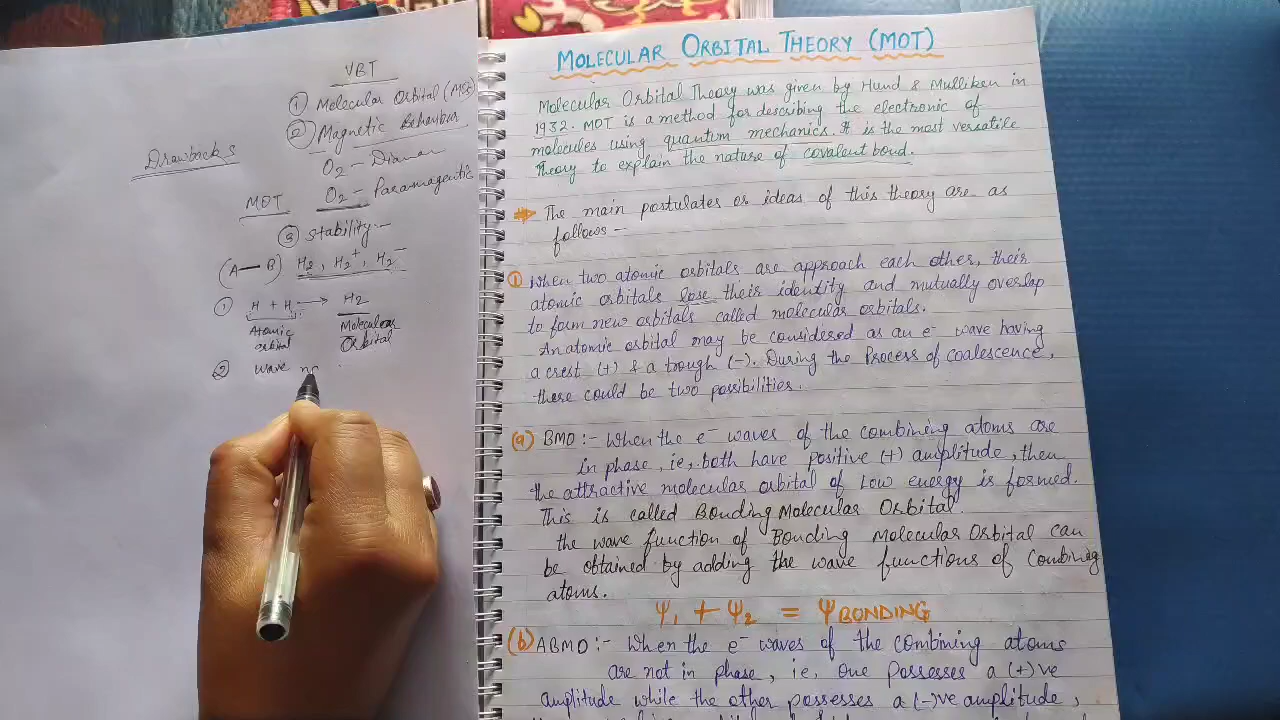 VBT
① Molecular Orbital (MOT)
② Magnetic Behaviour
Drawbacks
O₂ - Diamag
MOT
O₂ - Paramagnetic
③ Stability:-
(A—B) H₂, H₂⁺, H₂⁻
① H + H → H₂
Atomic orbital
Molecular Orbital
② Wave
MOLECULAR ORBITAL THEORY (MOT)
Molecular Orbital Theory was given by Hund & Mulliken in
1932. MOT is a method for describing the electronic of
molecules using quantum mechanics. It is the most versatile
Theory to explain the nature of covalent bond.
The main postulates or ideas of this theory are as
follows -
① When two atomic orbitals are approach each other, their
atomic orbitals lose their identity and mutually overlap
to form new orbitals called molecular orbitals.
An atomic orbital may be considered as an e⁻ wave having
a crest (+) & a trough (-). During the Process of coalescence,
there could be two possibilities.
(a) BMO :- When the e⁻ waves of the combining atoms are
in phase, ie, both have positive (+) amplitude, then
the attractive molecular orbital of Low energy is formed.
This is called Bonding Molecular Orbital.
the wave function of Bonding Molecular Orbital can
be obtained by adding the wave functions of Combining
atoms.
Ψ₁ + Ψ₂ = Ψ BONDING
(b) ABMO :- When the e⁻ waves of the combining atoms
are not in phase, i.e, One Possesses a (+)ve
amplitude while the other possesses a (-)ve amplitude,